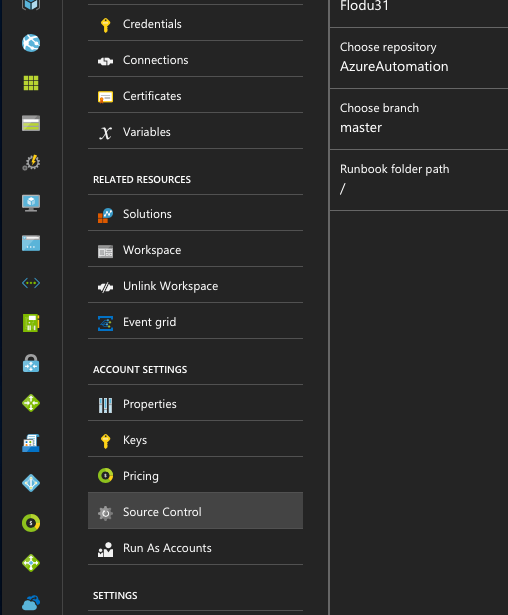 Credentials
Connections
Certificates
Variables
RELATED RESOURCES
Solutions
Workspace
Unlink Workspace
Event grid
ACCOUNT SETTINGS
Properties
Keys
Pricing
Source Control
Run As Accounts
SETTINGS
Flodu31
Choose repository
AzureAutomation
Choose branch
master
Runbook folder path
/